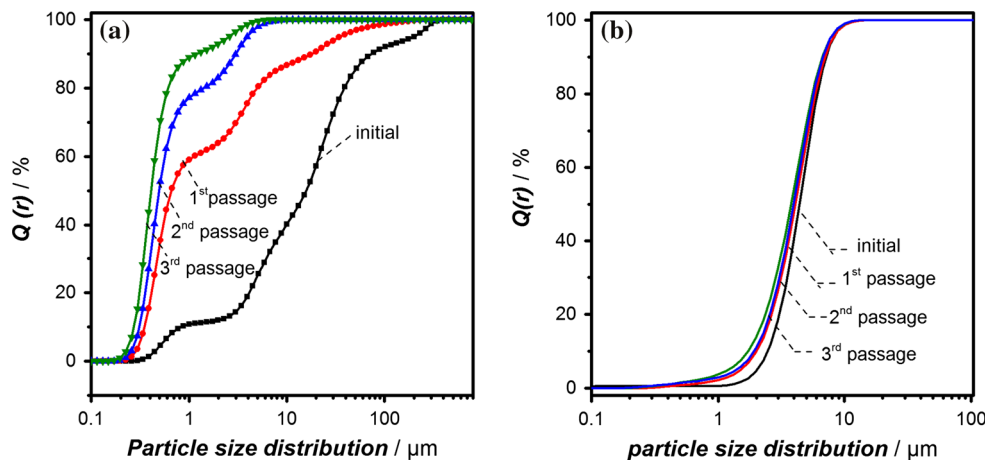 (a)
100
80
60
40
20
0
Q (r) / %
initial
1st passage
2nd passage
3rd passage
0.1 1 10 100
Particle size distribution / µm
(b)
100
80
60
40
20
0
Q(r) / %
initial
1st passage
2nd passage
3rd passage
0.1 1 10 100
particle size distribution / µm